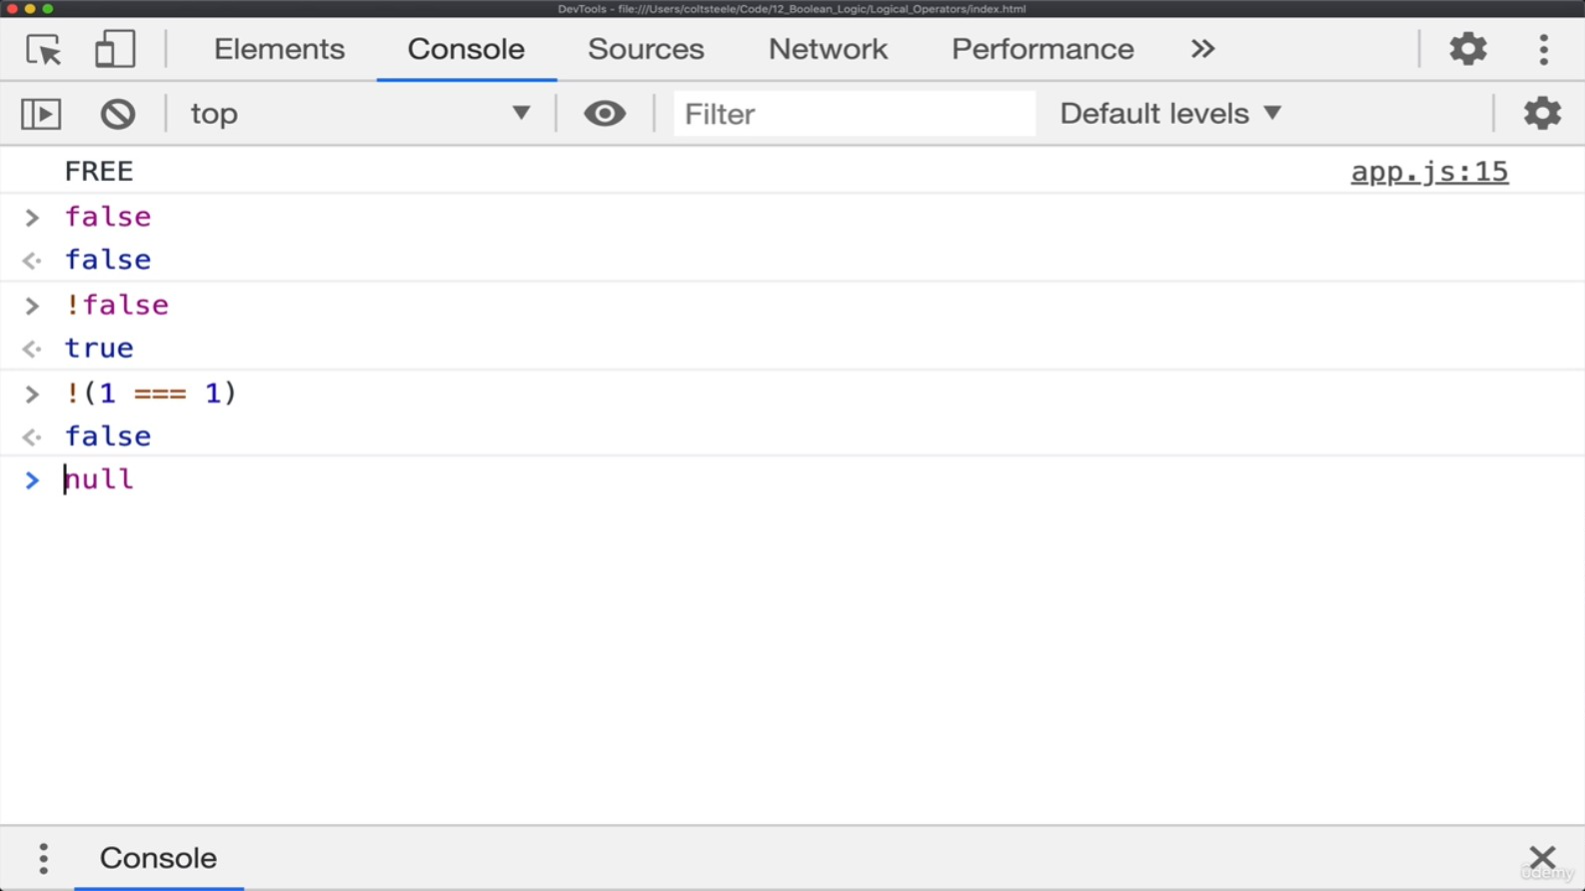 DevTools - file:///Users/coltsteele/Code/12_Boolean_Logic/Logical_Operators/index.html
Elements Console Sources Network Performance »
top ▼ Filter Default levels ▼
FREE app.js:15
> false
<· false
> !false
<· true
> !(1 === 1)
<· false
> null
Console
udemy